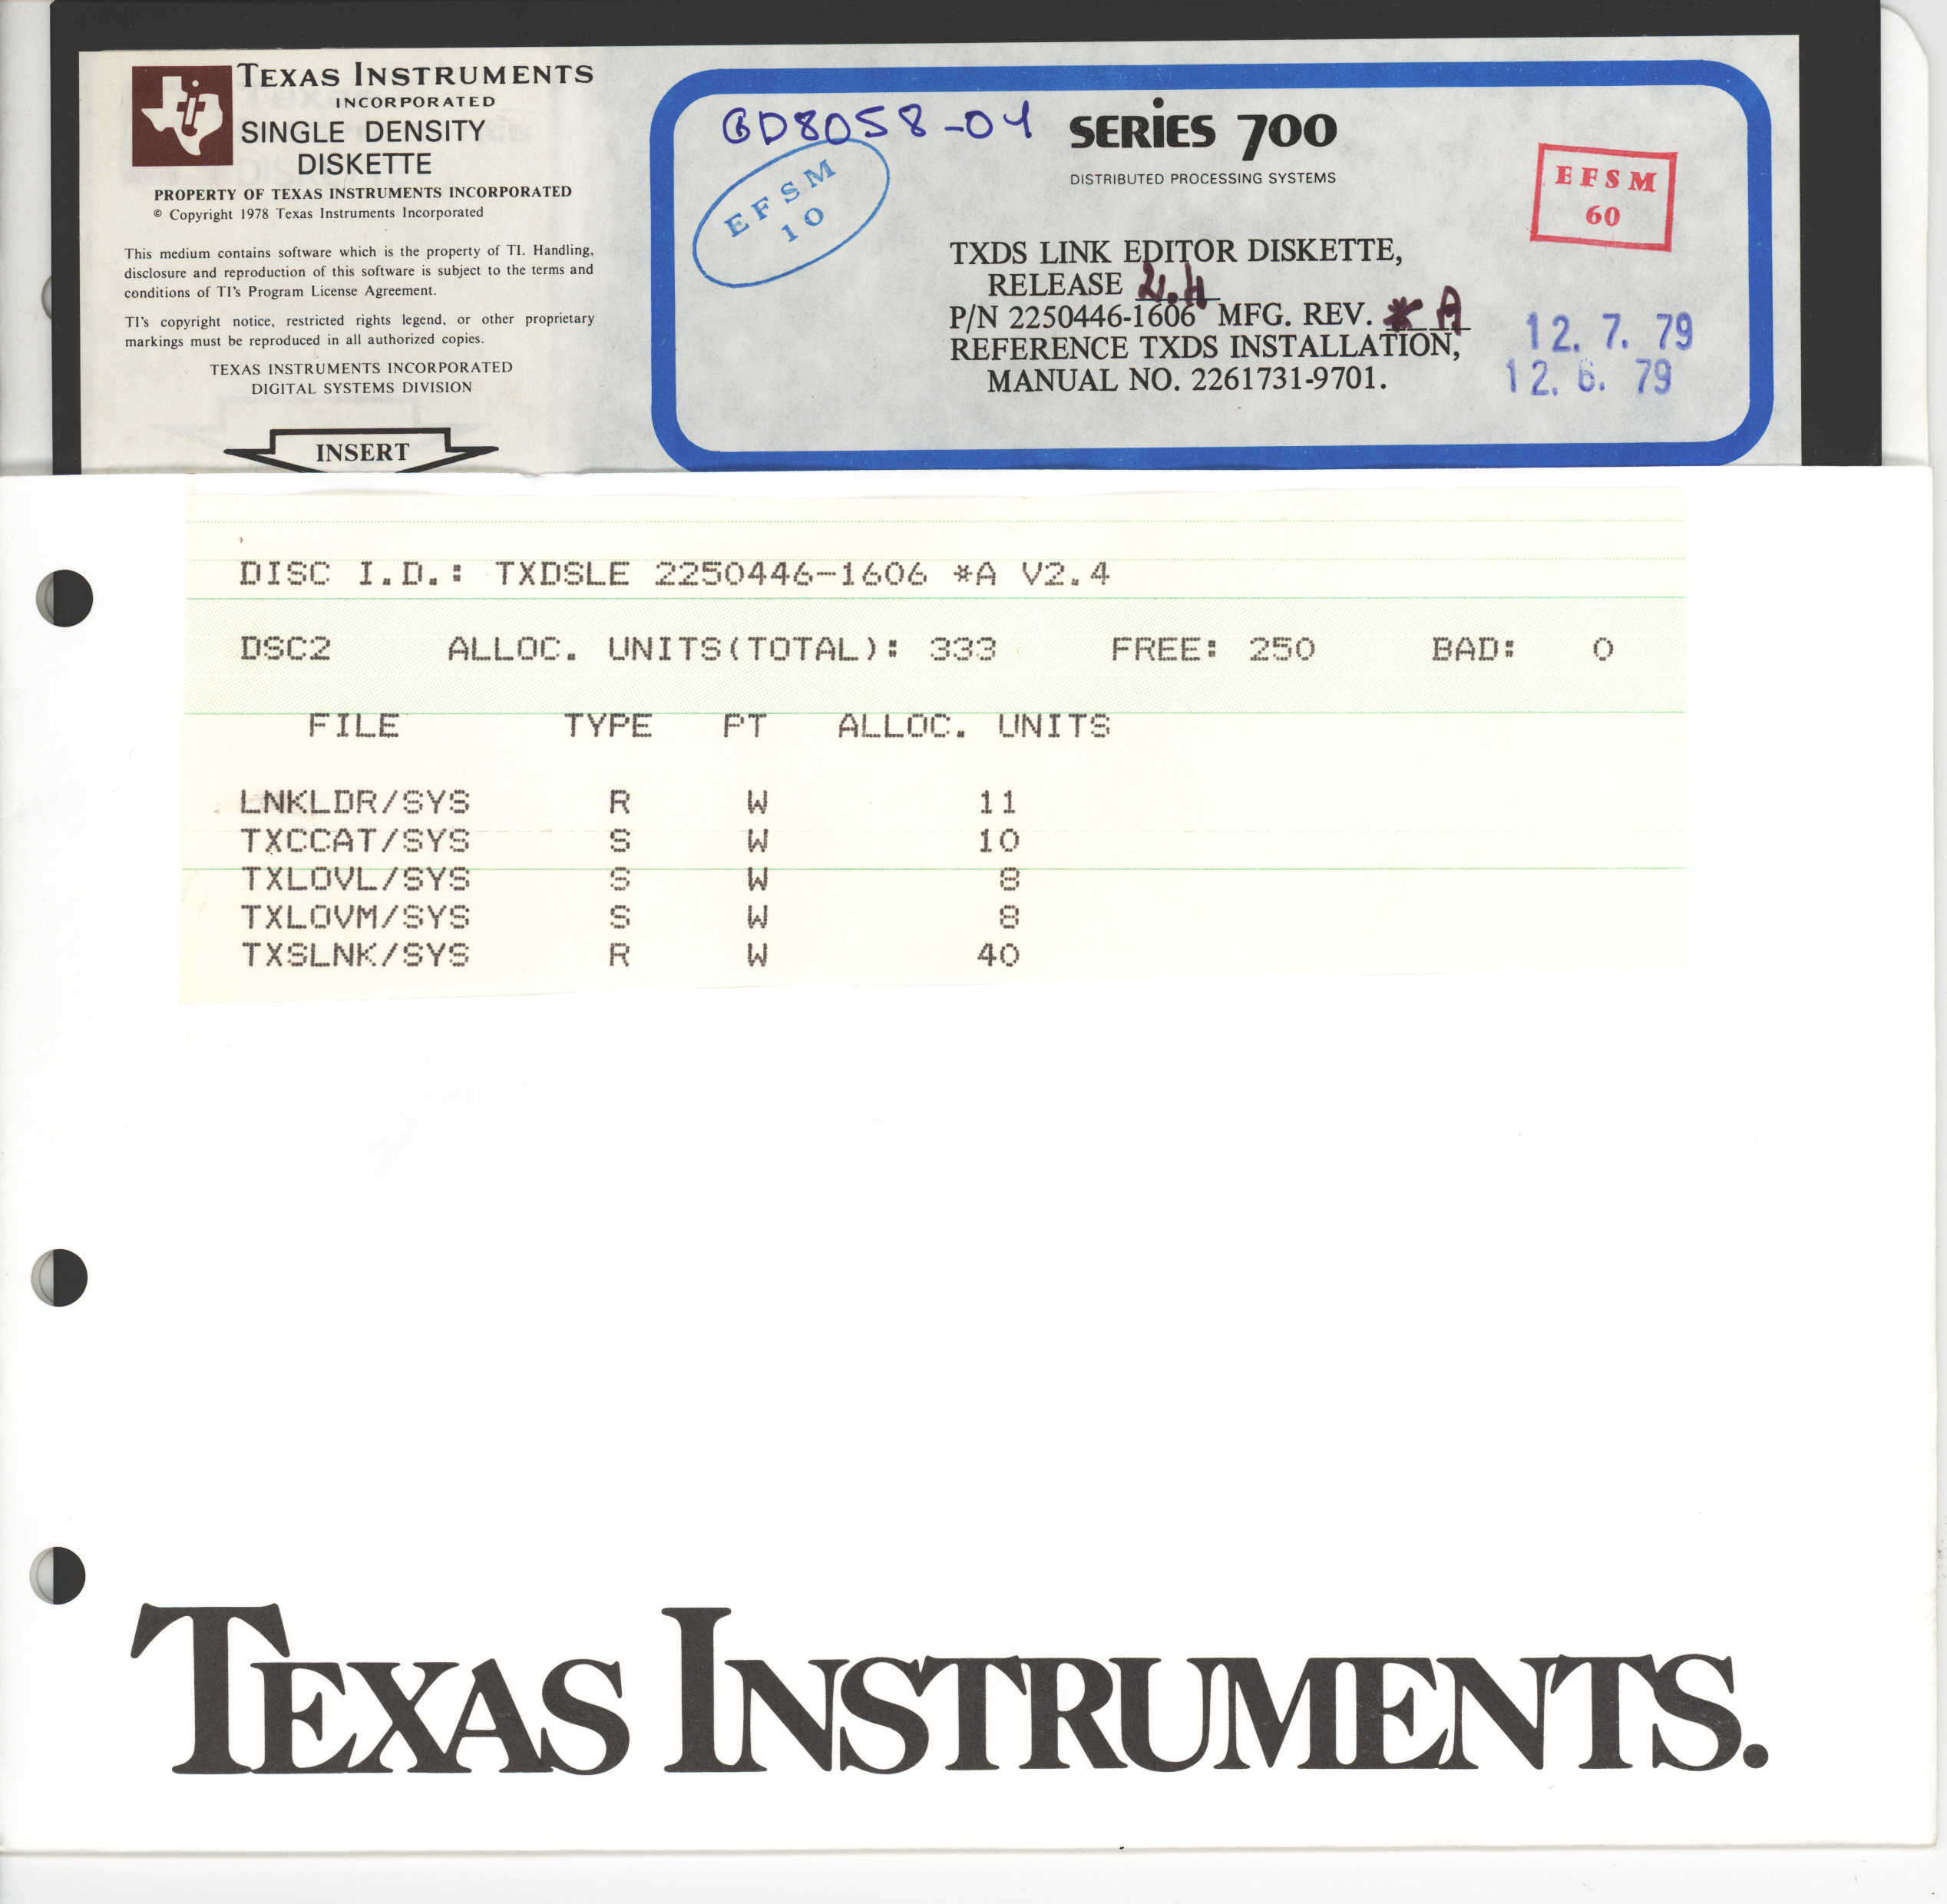 TEXAS INSTRUMENTS
INCORPORATED
SINGLE DENSITY
DISKETTE
PROPERTY OF TEXAS INSTRUMENTS INCORPORATED
© Copyright 1978 Texas Instruments Incorporated
This medium contains software which is the property of TI. Handling,
disclosure and reproduction of this software is subject to the terms and
conditions of TI's Program License Agreement.
TI's copyright notice, restricted rights legend, or other proprietary
markings must be reproduced in all authorized copies.
TEXAS INSTRUMENTS INCORPORATED
DIGITAL SYSTEMS DIVISION
INSERT
GD8058-04
SERIES 700
DISTRIBUTED PROCESSING SYSTEMS
EFSM
10
EFSM
60
TXDS LINK EDITOR DISKETTE,
RELEASE 2.4
P/N 2250446-1606 MFG. REV. * A
REFERENCE TXDS INSTALLATION,
MANUAL NO. 2261731-9701.
12. 7. 79
12. 6. 79
DISC I.D.: TXDSLE 2250446-1606 *A V2.4
DSC2 ALLOC. UNITS(TOTAL): 333 FREE: 250 BAD: 0
FILE TYPE PT ALLOC. UNITS
LNKLDR/SYS R W 11
TXCCAT/SYS S W 10
TXLOVL/SYS S W 8
TXLOVM/SYS S W 8
TXSLNK/SYS R W 40
TEXAS INSTRUMENTS.